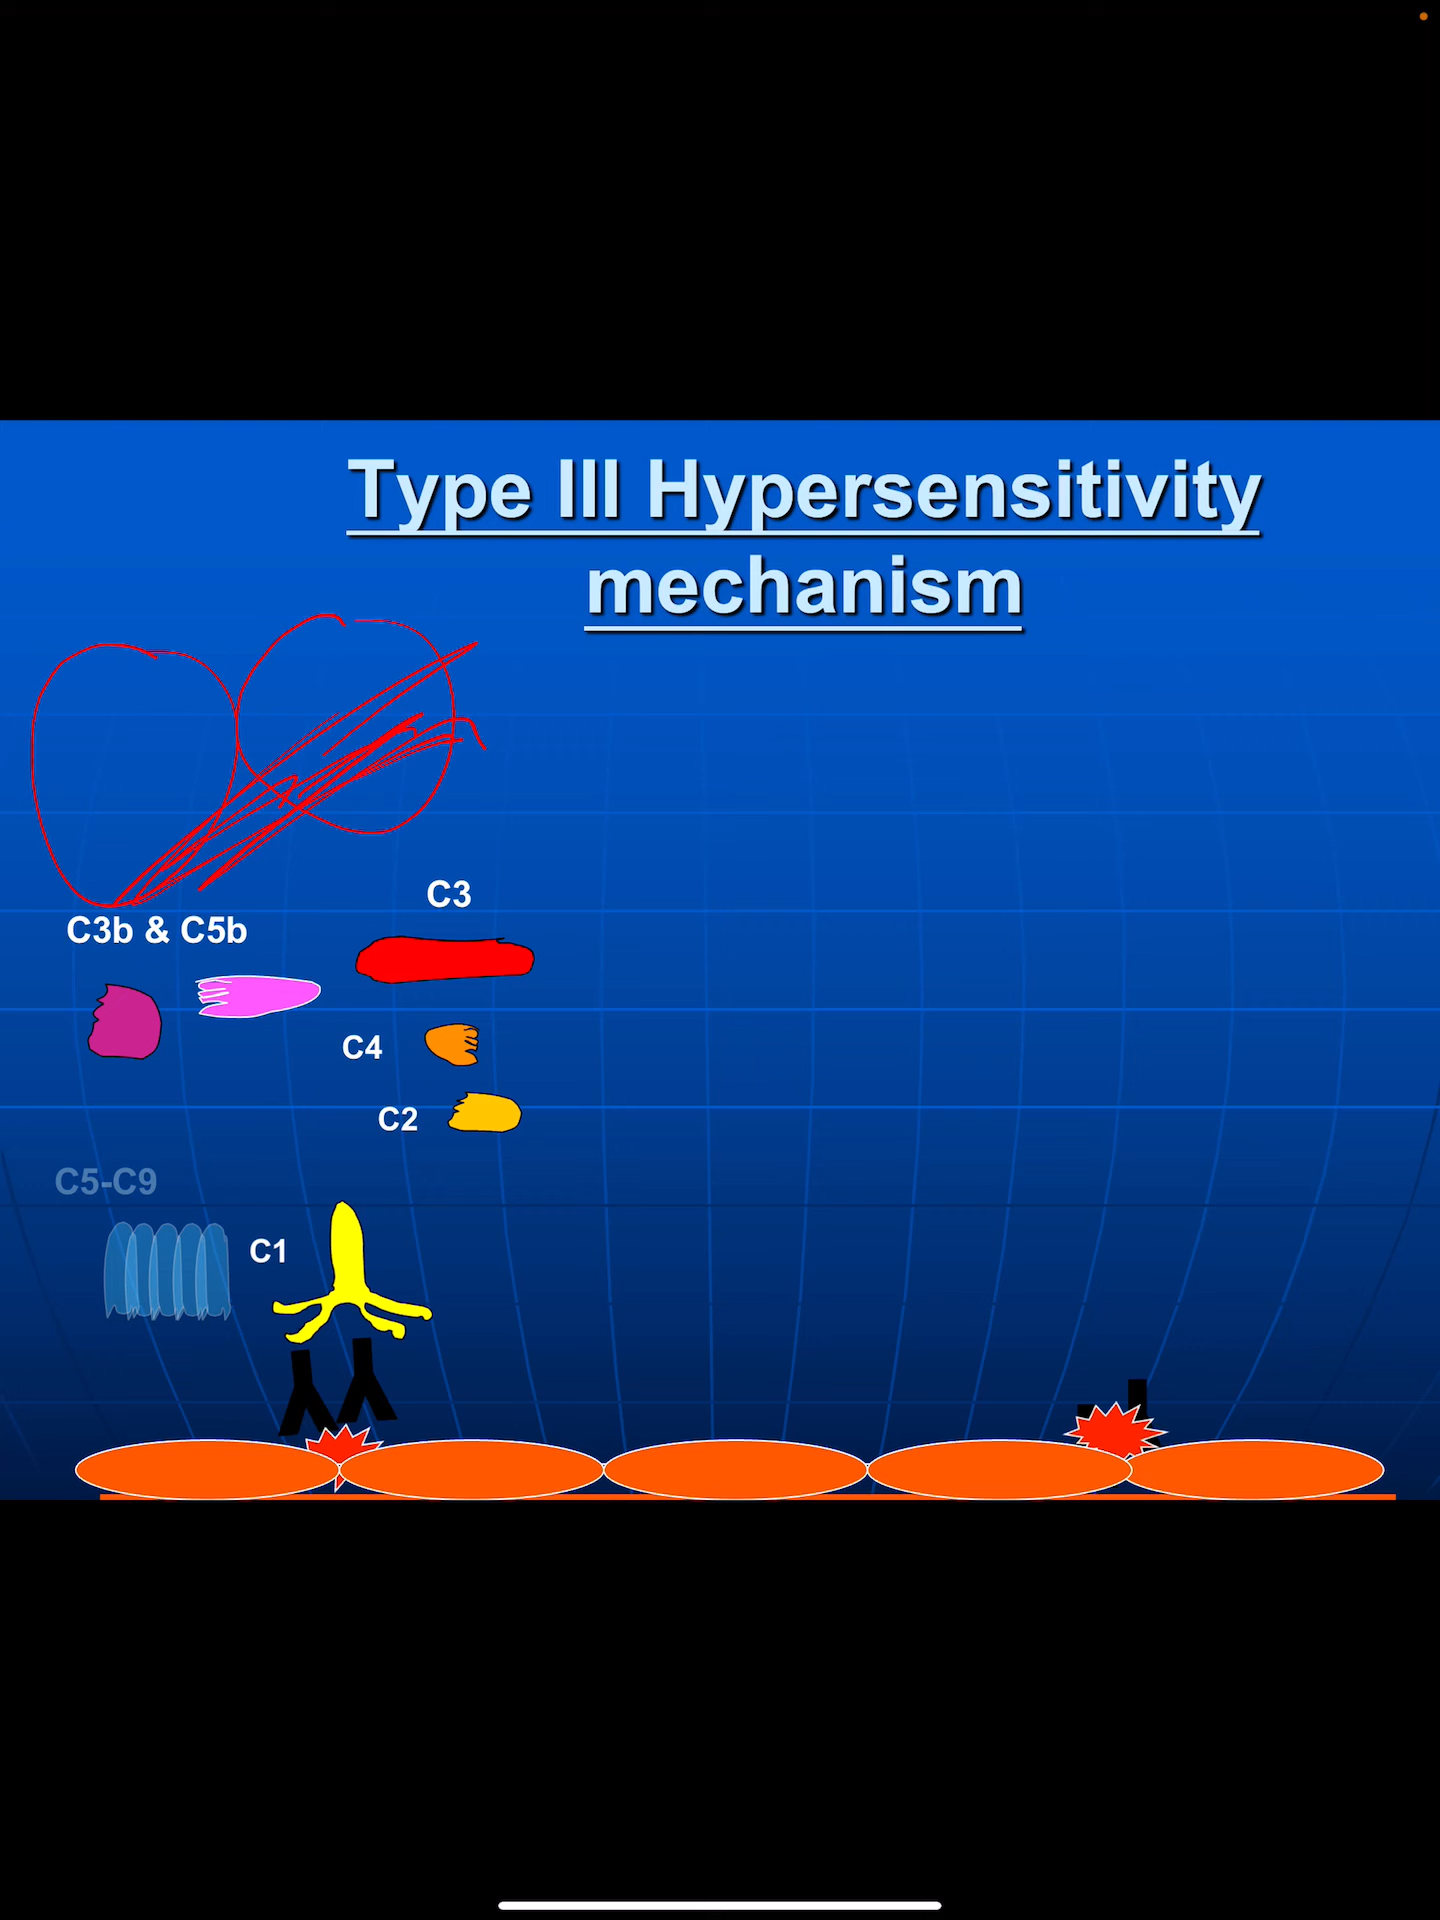 Type III Hypersensitivity
mechanism
C3
C3b & C5b
C4
C2
C5-C9
C1